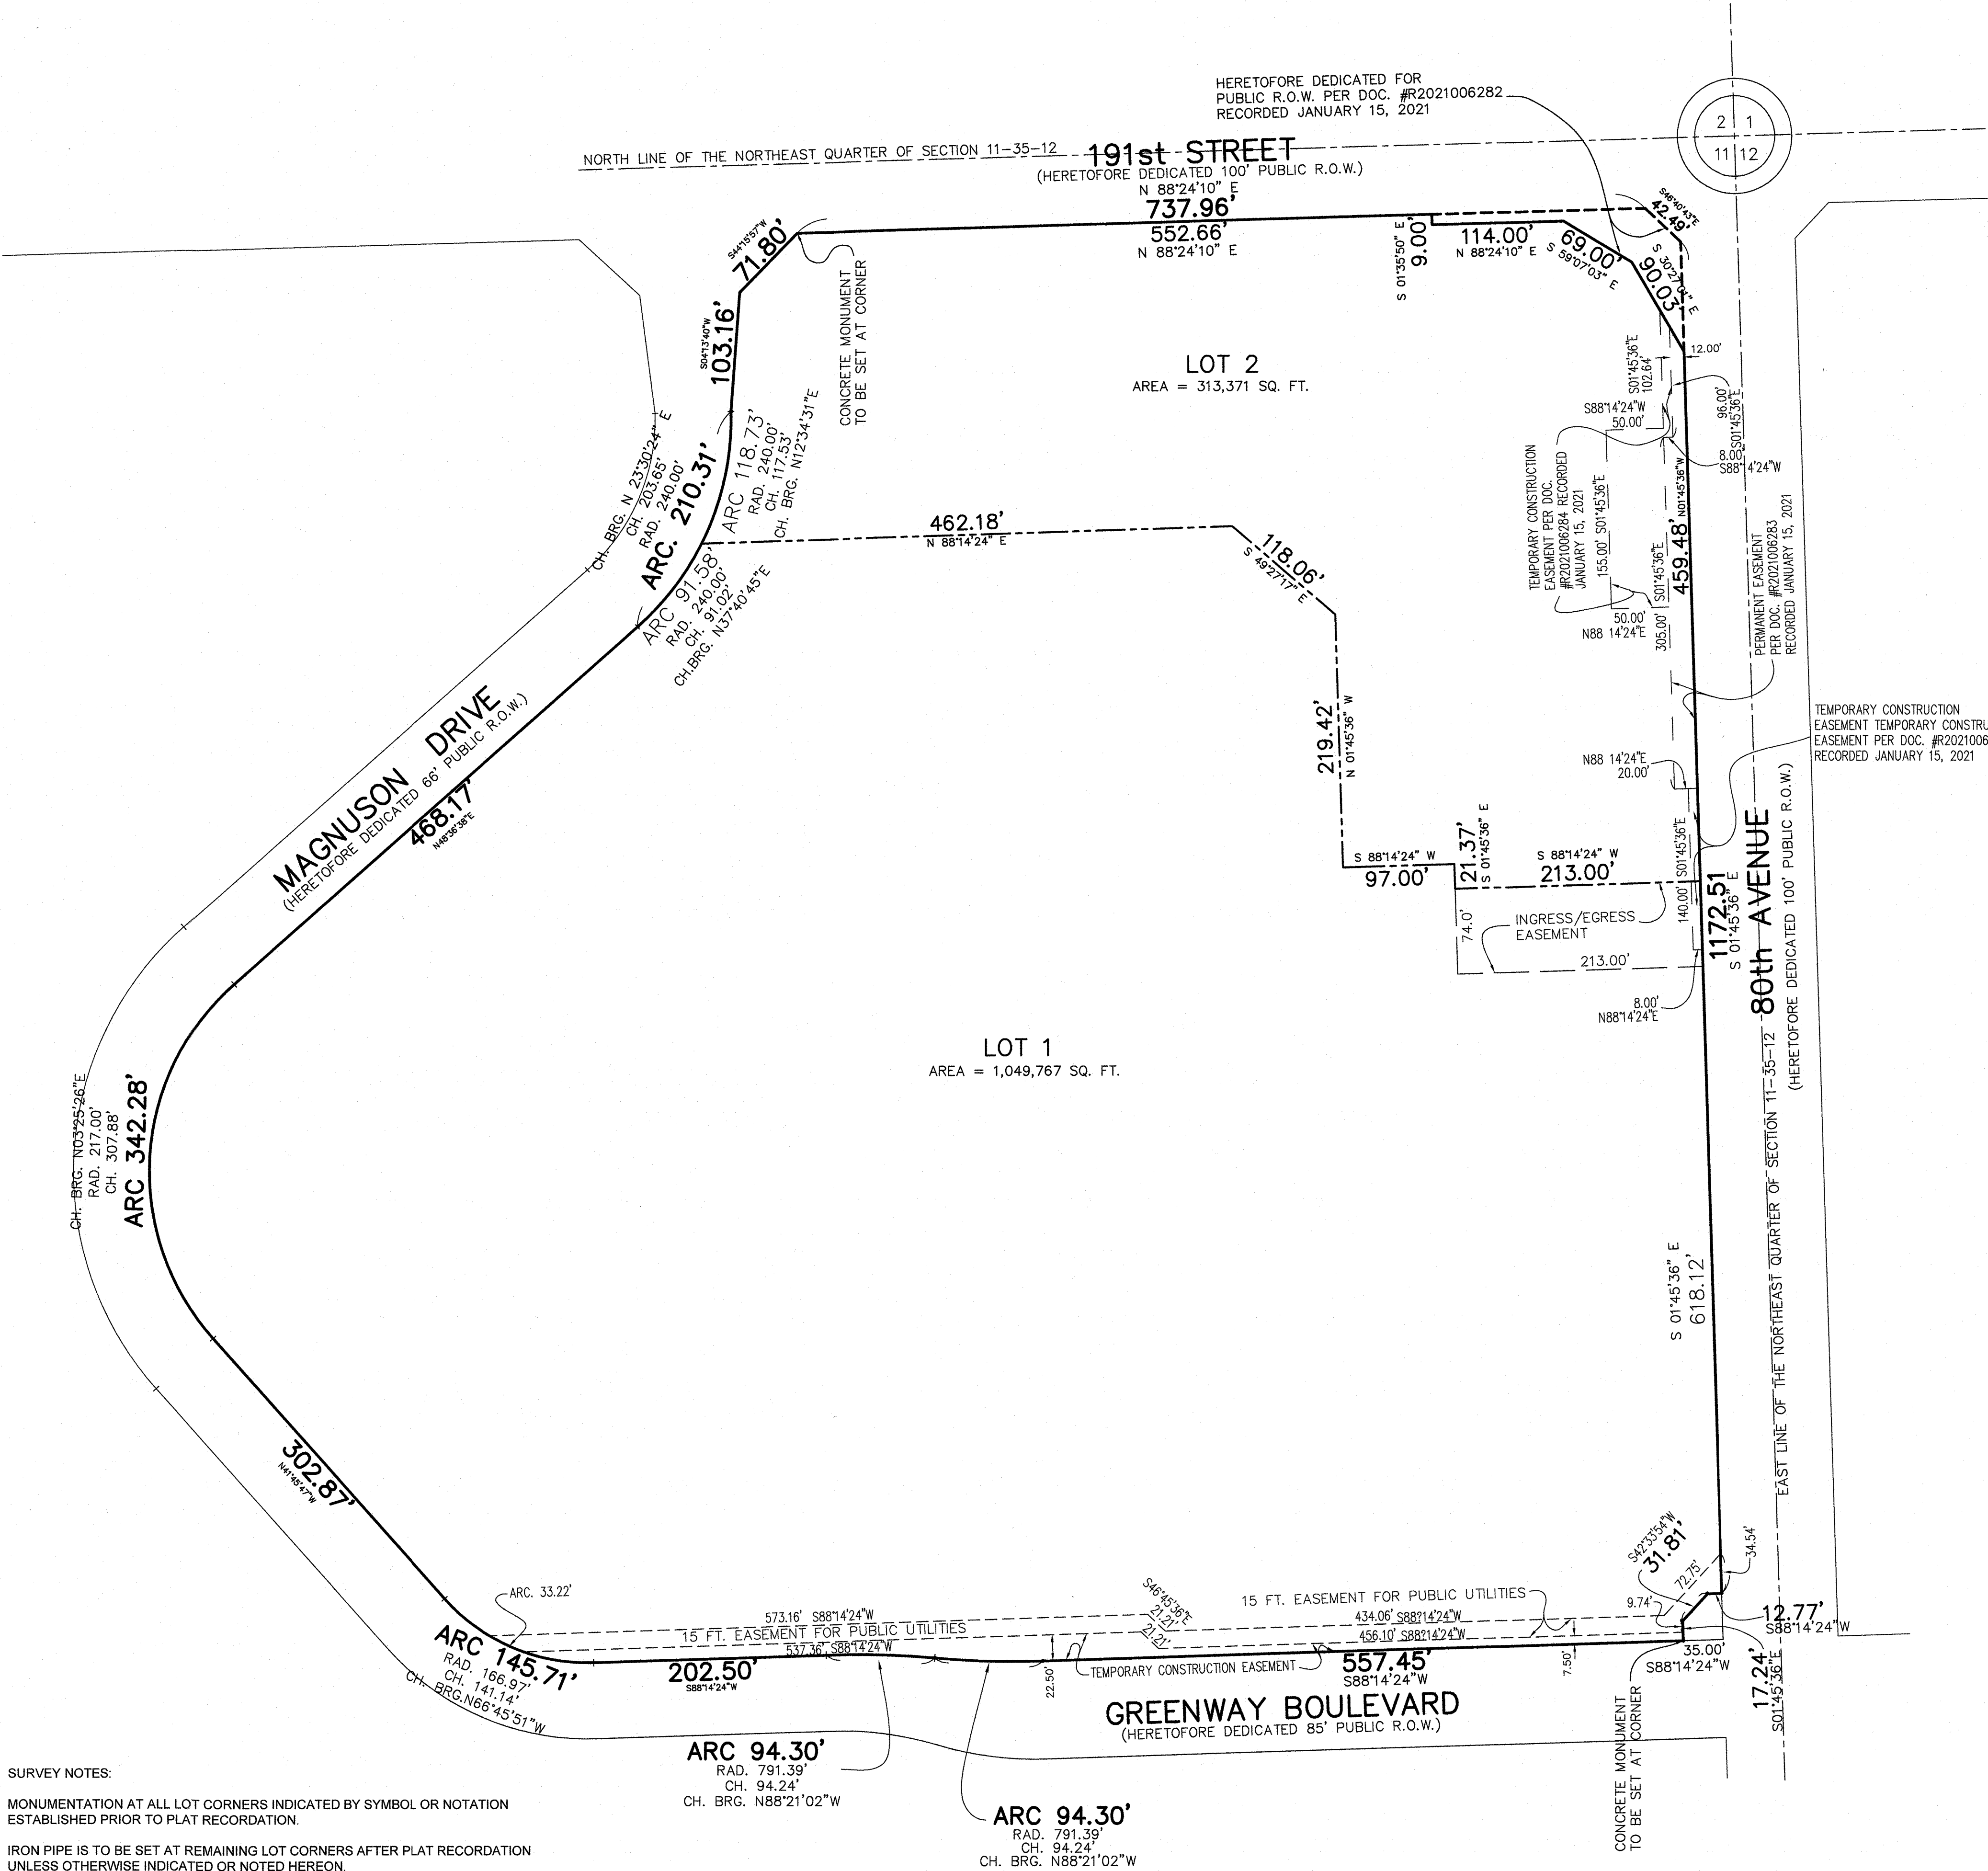 HERETOFORE DEDICATED FOR
PUBLIC R.O.W. PER DOC. #R2021006282
RECORDED JANUARY 15, 2021
2 1
11 12
NORTH LINE OF THE NORTHEAST QUARTER OF SECTION 11-35-12
191st STREET
(HERETOFORE DEDICATED 100' PUBLIC R.O.W.)
N 88°24'10" E
737.96'
552.66'
N 88°24'10" E
S44°15'57"W
71.80'
CONCRETE MONUMENT
TO BE SET AT CORNER
S04°13'40"W
103.16'
S 01°35'50" E
9.00'
114.00'
N 88°24'10" E
69.00'
S 59°07'03" E
S46°40'43"E
42.49'
S 30°27'01" E
90.03'
12.00'
LOT 2
AREA = 313,371 SQ. FT.
S01°45'36"E
102.64'
S88°14'24"W
50.00'
96.00'
S01°45'36"E
8.00'
S88°14'24"W
TEMPORARY CONSTRUCTION
EASEMENT PER DOC.
#R2021006284 RECORDED
JANUARY 15, 2021
155.00' S01°45'36"E
50.00'
N88 14'24"E
S01°45'36"E
305.00'
459.48' N01°45'36"W
PERMANENT EASEMENT
PER DOC. #R2021006283
RECORDED JANUARY 15, 2021
CH. BRG. N 23°30'24" E
CH. 203.65'
RAD. 240.00'
ARC. 210.31'
ARC 118.73'
RAD. 240.00'
CH. 117.53'
CH. BRG. N12°34'31"E
ARC 91.58'
RAD. 240.00'
CH. 91.02'
CH.BRG. N37°40'45"E
462.18'
N 88°14'24" E
118.06'
S 49°27'17" E
219.42'
N 01°45'36" W
S 88°14'24" W
97.00'
21.37'
S 01°45'36" E
S 88°14'24" W
213.00'
N88 14'24"E
20.00'
TEMPORARY CONSTRUCTION
EASEMENT TEMPORARY CONSTRU
EASEMENT PER DOC. #R2021006
RECORDED JANUARY 15, 2021
140.00' S01°45'36"E
74.0'
INGRESS/EGRESS
EASEMENT
213.00'
8.00'
N88°14'24"E
1172.51
S 01°45'36" E
80th AVENUE
(HERETOFORE DEDICATED 100' PUBLIC R.O.W.)
EAST LINE OF THE NORTHEAST QUARTER OF SECTION 11-35-12
MAGNUSON DRIVE
(HERETOFORE DEDICATED 66' PUBLIC R.O.W.)
468.17'
N48°36'38"E
LOT 1
AREA = 1,049,767 SQ. FT.
CH. BRG. N03°25'26"E
RAD. 217.00'
CH. 307.88'
ARC 342.28'
S 01°45'36" E
618.12'
302.87'
N41°45'47"W
ARC. 33.22'
ARC 145.71'
RAD. 166.97'
CH. 141.14'
CH. BRG.N66°45'51"W
573.16' S88°14'24"W
15 FT. EASEMENT FOR PUBLIC UTILITIES
537.36' S88°14'24"W
202.50'
S88°14'24"W
S46°45'36"E
21.21'
21.21'
15 FT. EASEMENT FOR PUBLIC UTILITIES
434.06' S88?14'24"W
456.10' S88?14'24"W
22.50'
TEMPORARY CONSTRUCTION EASEMENT
557.45'
S88°14'24"W
7.50'
S42°33'54"W
31.81'
72.75'
9.74'
34.54'
12.77'
S88°14'24"W
35.00'
S88°14'24"W
17.24'
S01°45'36"E
CONCRETE MONUMENT
TO BE SET AT CORNER
GREENWAY BOULEVARD
(HERETOFORE DEDICATED 85' PUBLIC R.O.W.)
ARC 94.30'
RAD. 791.39'
CH. 94.24'
CH. BRG. N88°21'02"W
ARC 94.30'
RAD. 791.39'
CH. 94.24'
CH. BRG. N88°21'02"W
SURVEY NOTES:
MONUMENTATION AT ALL LOT CORNERS INDICATED BY SYMBOL OR NOTATION
ESTABLISHED PRIOR TO PLAT RECORDATION.
IRON PIPE IS TO BE SET AT REMAINING LOT CORNERS AFTER PLAT RECORDATION
UNLESS OTHERWISE INDICATED OR NOTED HEREON.